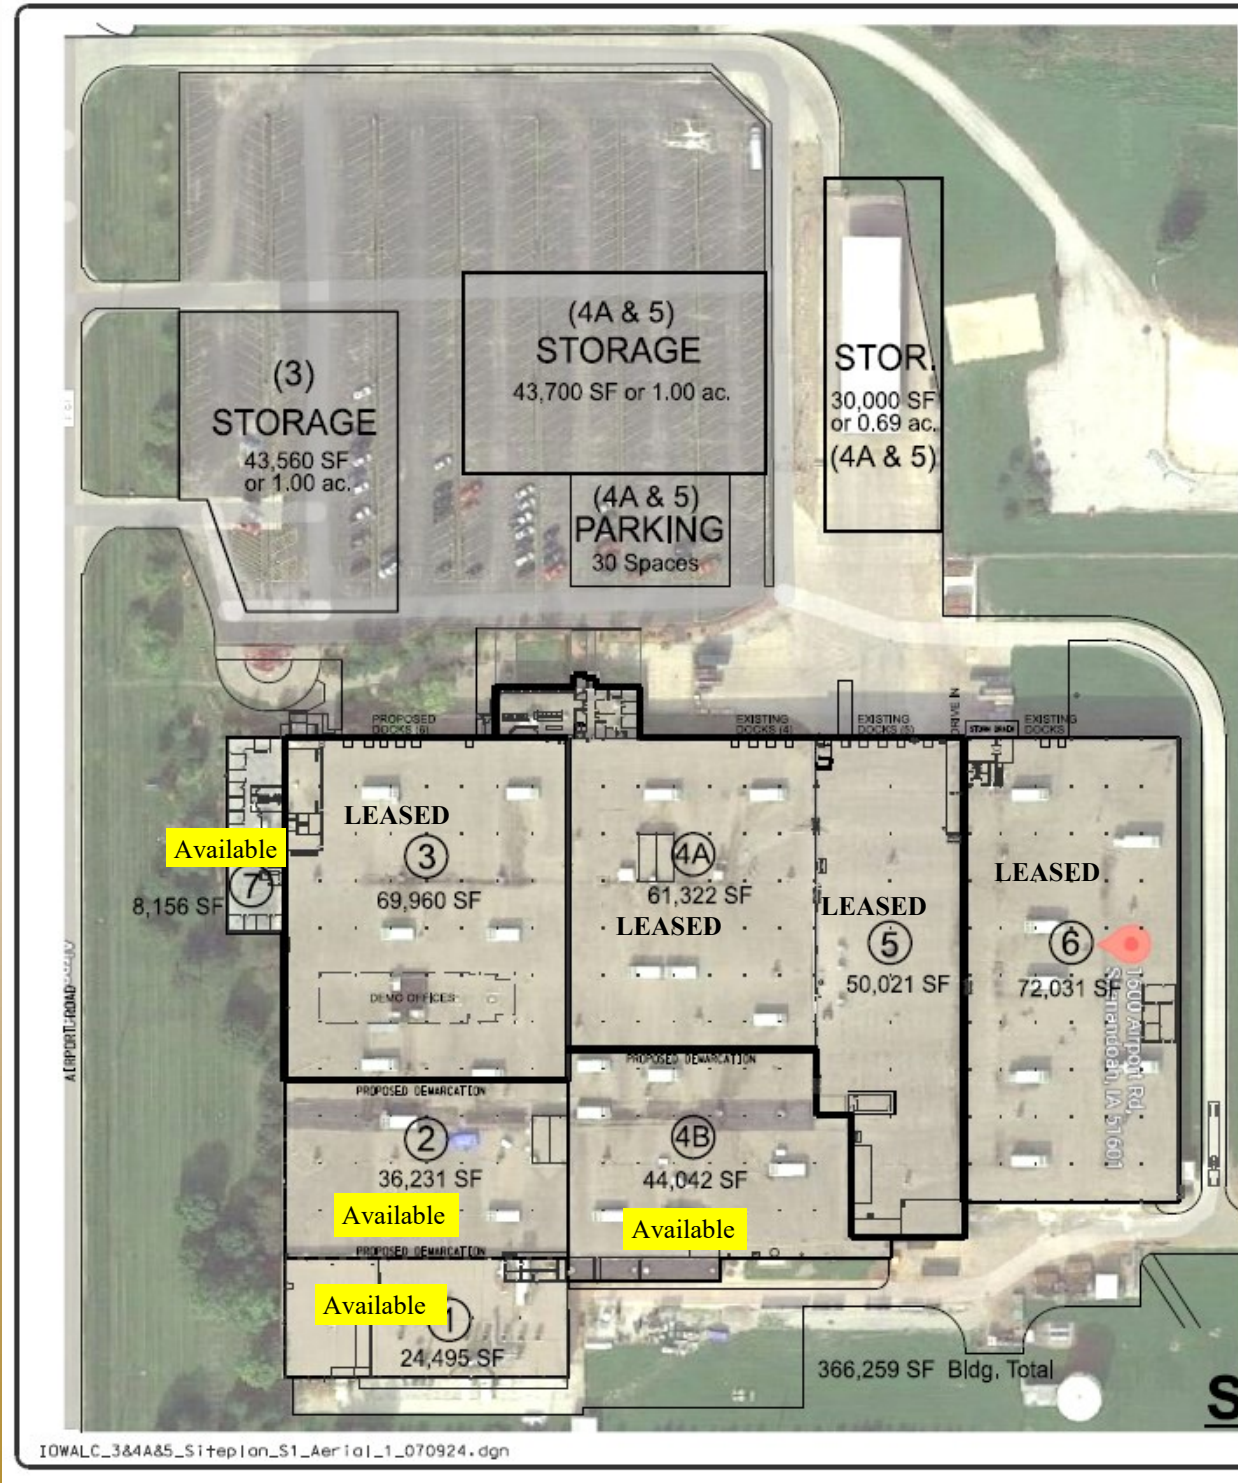 (4A & 5)
STORAGE
43,700 SF or 1.00 ac.
(3)
STORAGE
43,560 SF
or 1.00 ac.
STOR.
30,000 SF
or 0.69 ac.
(4A & 5)
(4A & 5)
PARKING
30 Spaces
PROPOSED
DOCKS (6)
EXISTING
DOCKS (4)
EXISTING
DOCKS (5)
DRIVE IN
EXISTING
DOCKS
LEASED
3
69,960 SF
Available
7
8,156 SF
4A
61,322 SF
LEASED
LEASED
5
50,021 SF
LEASED
6
72,031 SF
1600 Airport Rd,
Shenandoah, IA 51601
DEMO OFFICES
AIRPORT ROAD
PROPOSED DEMARCATION
PROPOSED DEMARCATION
2
36,231 SF
Available
4B
44,042 SF
Available
PROPOSED DEMARCATION
Available
1
24,495 SF
366,259 SF Bldg. Total
S
IOWALC_3&4A&5_Siteplan_S1_Aerial_1_070924.dgn